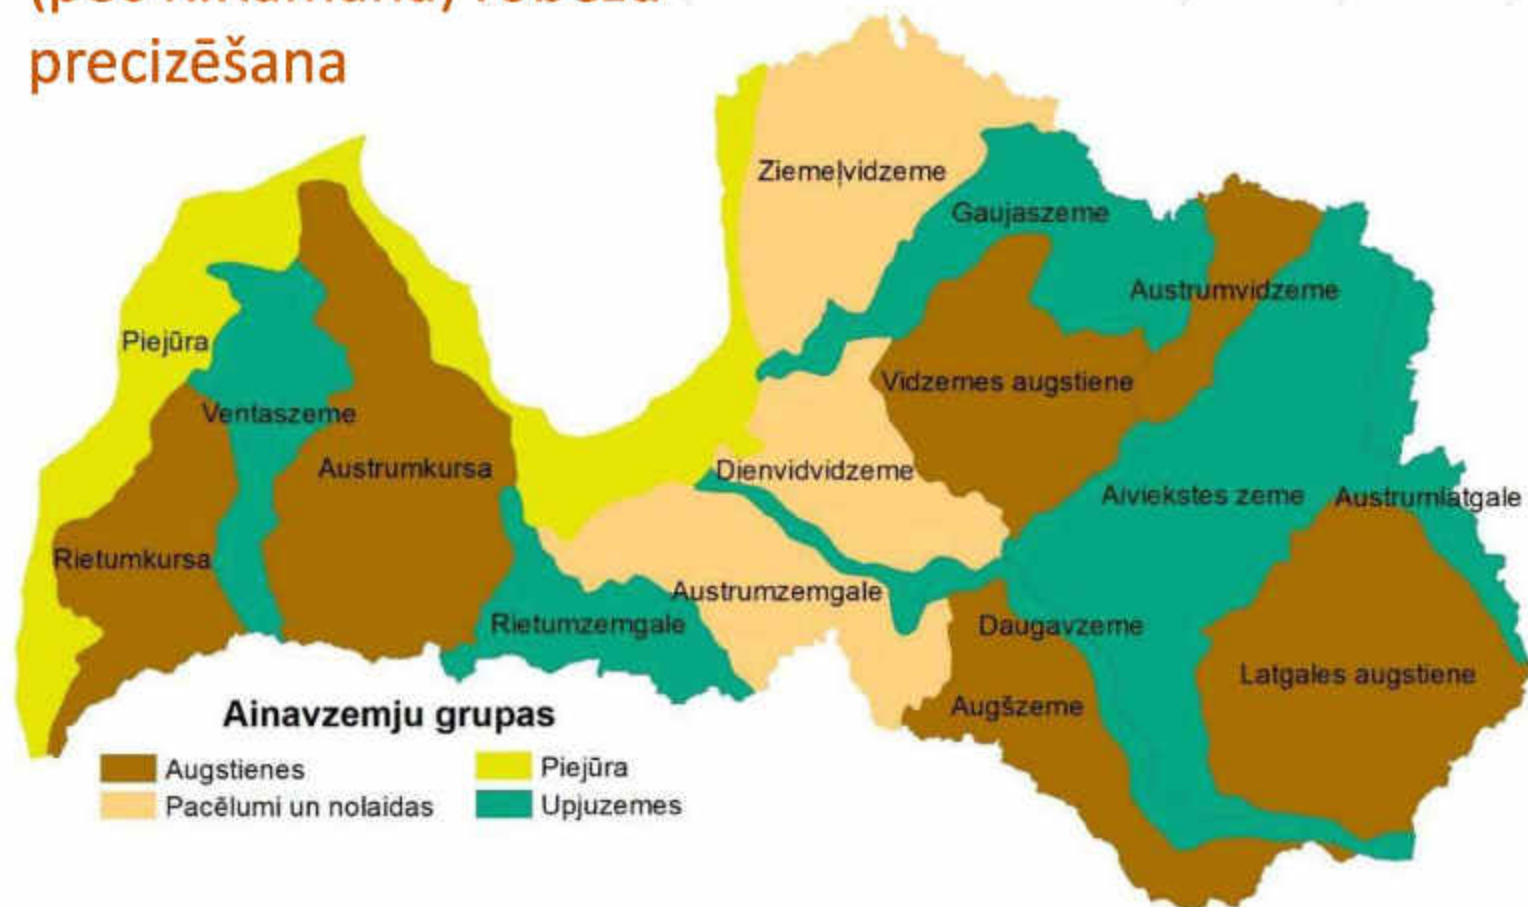 precizēšana
Ziemeļvidzeme
Gaujaszeme
Austrumvidzeme
Piejūra
Vidzemes augstiene
Ventaszeme
Austrumkursa
Dienvidvidzeme
Aiviekstes zeme
Austrumlatgale
Rietumkursa
Austrumzemgale
Rietumzemgale
Daugavzeme
Latgales augstiene
Augšzeme
Ainavzemju grupas
Augstienes
Piejūra
Pacēlumi un nolaidas
Upjuzemes